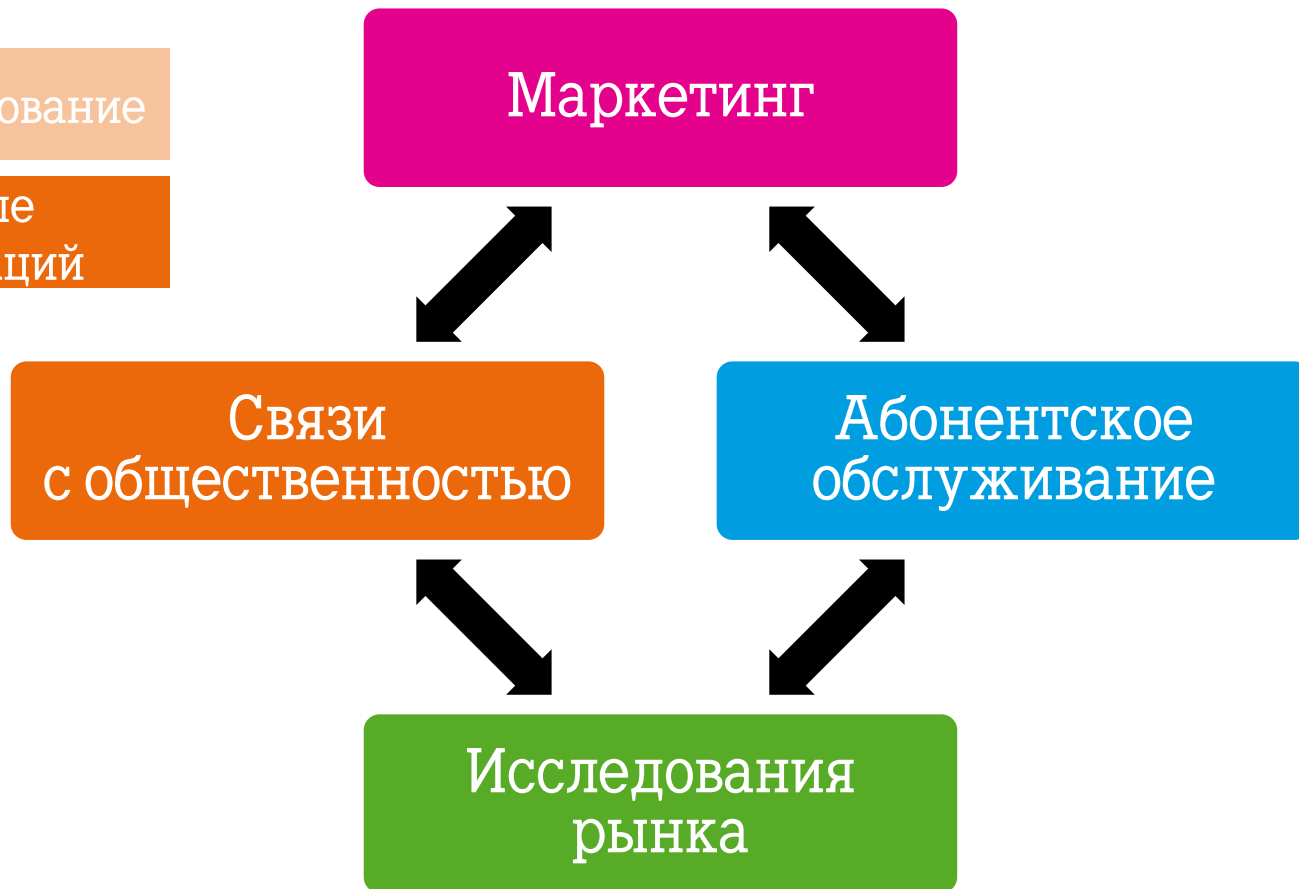 Маркетинг
Связи
с общественностью
Абонентское
обслуживание
Исследования
рынка